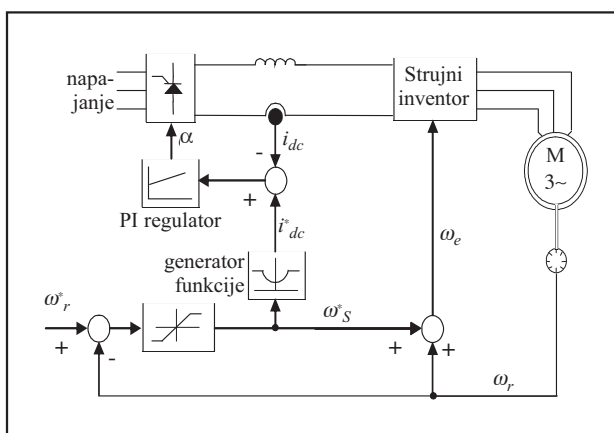 napa-
janje
Strujni
inventor
M
3~
α
i_dc
-
+
PI regulator
i*_dc
ω_e
generator
funkcije
ω*_r
ω*_S
+
-
+
+
ω_r